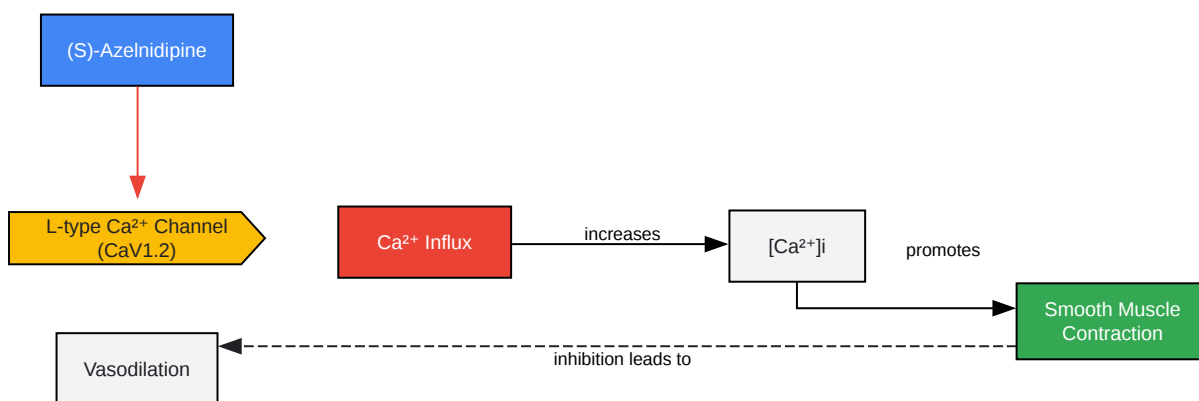 (S)-Azelnidipine
L-type Ca²⁺ Channel
(CaV1.2)
Ca²⁺ Influx
increases
[Ca²⁺]i
promotes
Smooth Muscle
Contraction
inhibition leads to
Vasodilation